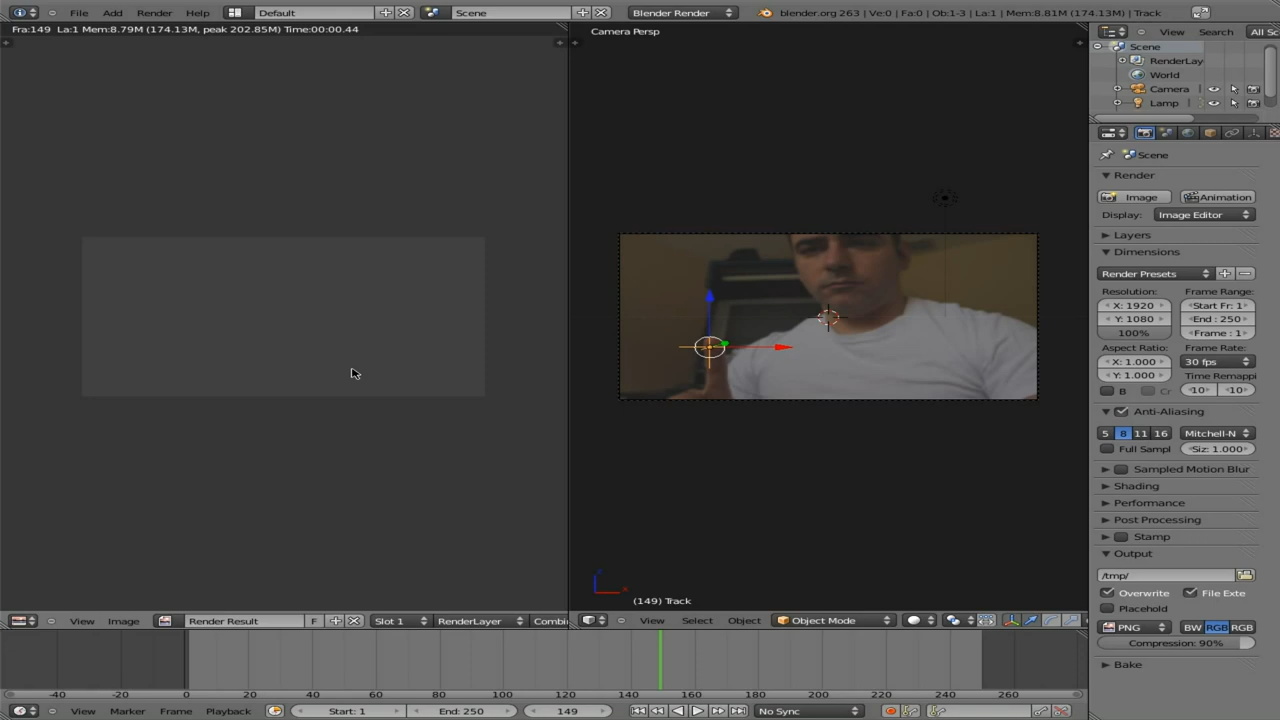 File Add Render Help Default Scene Blender Render blender.org 263 | Ve:0 | Fa:0 | Ob:1-3 | La:1 | Mem:8.81M (174.13M) | Track
Fra:149 La:1 Mem:8.79M (174.13M, peak 202.85M) Time:00:00.44
Camera Persp
View Search All Sc
Scene
RenderLay
World
Camera
Lamp
Scene
Render
Image Animation
Display: Image Editor
Layers
Dimensions
Render Presets
Resolution: Frame Range:
X: 1920 Start Fr: 1
Y: 1080 End : 250
100% Frame : 1
Aspect Ratio: Frame Rate:
X: 1.000 30 fps
Y: 1.000 Time Remappi
B Cr 10 10
Anti-Aliasing
5 8 11 16 Mitchell-N
Full Sampl Siz: 1.000
Sampled Motion Blur
Shading
Performance
Post Processing
Stamp
Output
/tmp/
Overwrite File Exte
Placehold
PNG BW RGB RGB
Compression: 90%
Bake
(149) Track
View Image Render Result F Slot 1 RenderLayer Combi
View Select Object Object Mode
-40 -20 0 20 40 60 80 100 120 140 160 180 200 220 240 260
View Marker Frame Playback Start: 1 End: 250 149 No Sync